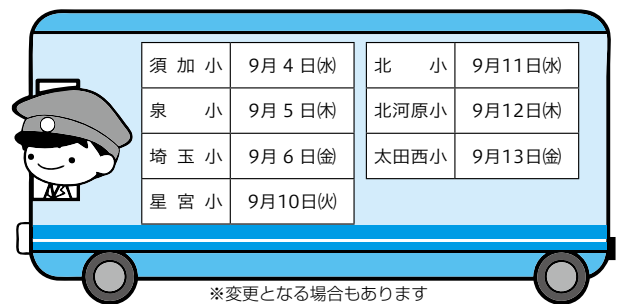 須加小 9月4日㈬
泉小 9月5日㈭
埼玉小 9月6日㈮
星宮小 9月10日㈫
北小 9月11日㈬
北河原小 9月12日㈭
太田西小 9月13日㈮
※変更となる場合もあります